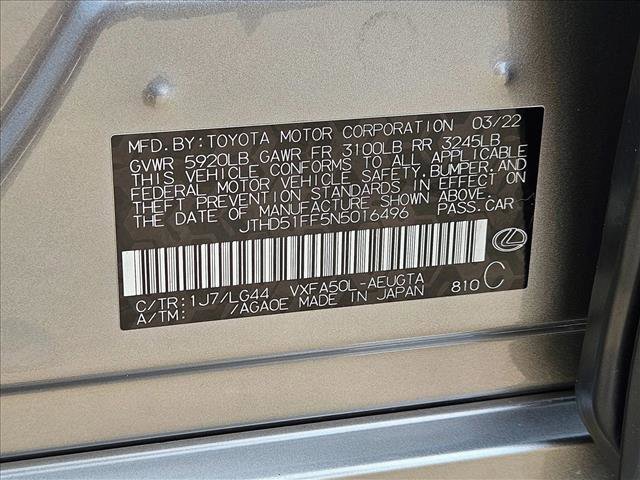 MFD. BY: TOYOTA MOTOR CORPORATION 03/22
GVWR 5920LB GAWR FR 3100LB RR 3245LB
THIS VEHICLE CONFORMS TO ALL APPLICABLE
FEDERAL MOTOR VEHICLE SAFETY, BUMPER, AND
THEFT PREVENTION STANDARDS IN EFFECT ON
THE DATE OF MANUFACTURE SHOWN ABOVE.
JTHD51FF5N5016496 PASS. CAR
C/TR: 1J7/LG44 VXFA50L-AEUGTA 810 C
A/TM: /AGA0E MADE IN JAPAN